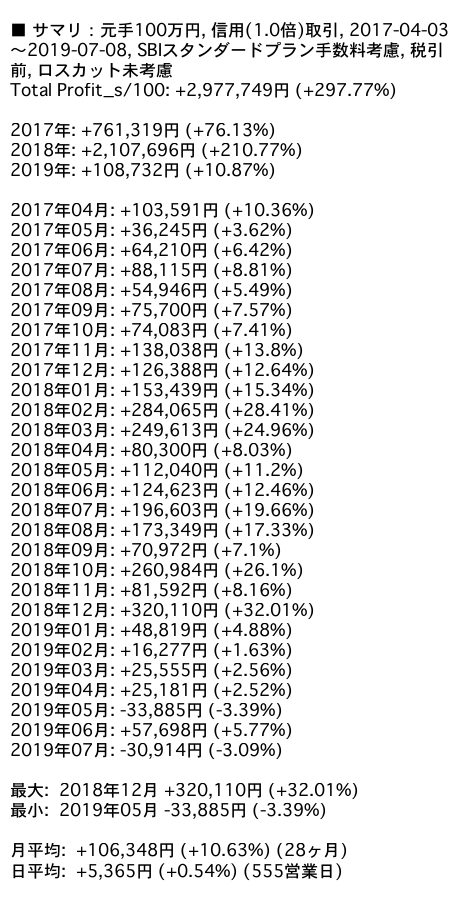 ■ サマリ：元手100万円, 信用(1.0倍)取引, 2017-04-03
〜2019-07-08, SBIスタンダードプラン手数料考慮, 税引
前, ロスカット未考慮
Total Profit_s/100: +2,977,749円 (+297.77%)
2017年: +761,319円 (+76.13%)
2018年: +2,107,696円 (+210.77%)
2019年: +108,732円 (+10.87%)
2017年04月: +103,591円 (+10.36%)
2017年05月: +36,245円 (+3.62%)
2017年06月: +64,210円 (+6.42%)
2017年07月: +88,115円 (+8.81%)
2017年08月: +54,946円 (+5.49%)
2017年09月: +75,700円 (+7.57%)
2017年10月: +74,083円 (+7.41%)
2017年11月: +138,038円 (+13.8%)
2017年12月: +126,388円 (+12.64%)
2018年01月: +153,439円 (+15.34%)
2018年02月: +284,065円 (+28.41%)
2018年03月: +249,613円 (+24.96%)
2018年04月: +80,300円 (+8.03%)
2018年05月: +112,040円 (+11.2%)
2018年06月: +124,623円 (+12.46%)
2018年07月: +196,603円 (+19.66%)
2018年08月: +173,349円 (+17.33%)
2018年09月: +70,972円 (+7.1%)
2018年10月: +260,984円 (+26.1%)
2018年11月: +81,592円 (+8.16%)
2018年12月: +320,110円 (+32.01%)
2019年01月: +48,819円 (+4.88%)
2019年02月: +16,277円 (+1.63%)
2019年03月: +25,555円 (+2.56%)
2019年04月: +25,181円 (+2.52%)
2019年05月: -33,885円 (-3.39%)
2019年06月: +57,698円 (+5.77%)
2019年07月: -30,914円 (-3.09%)
最大: 2018年12月 +320,110円 (+32.01%)
最小: 2019年05月 -33,885円 (-3.39%)
月平均: +106,348円 (+10.63%) (28ヶ月)
日平均: +5,365円 (+0.54%) (555営業日)